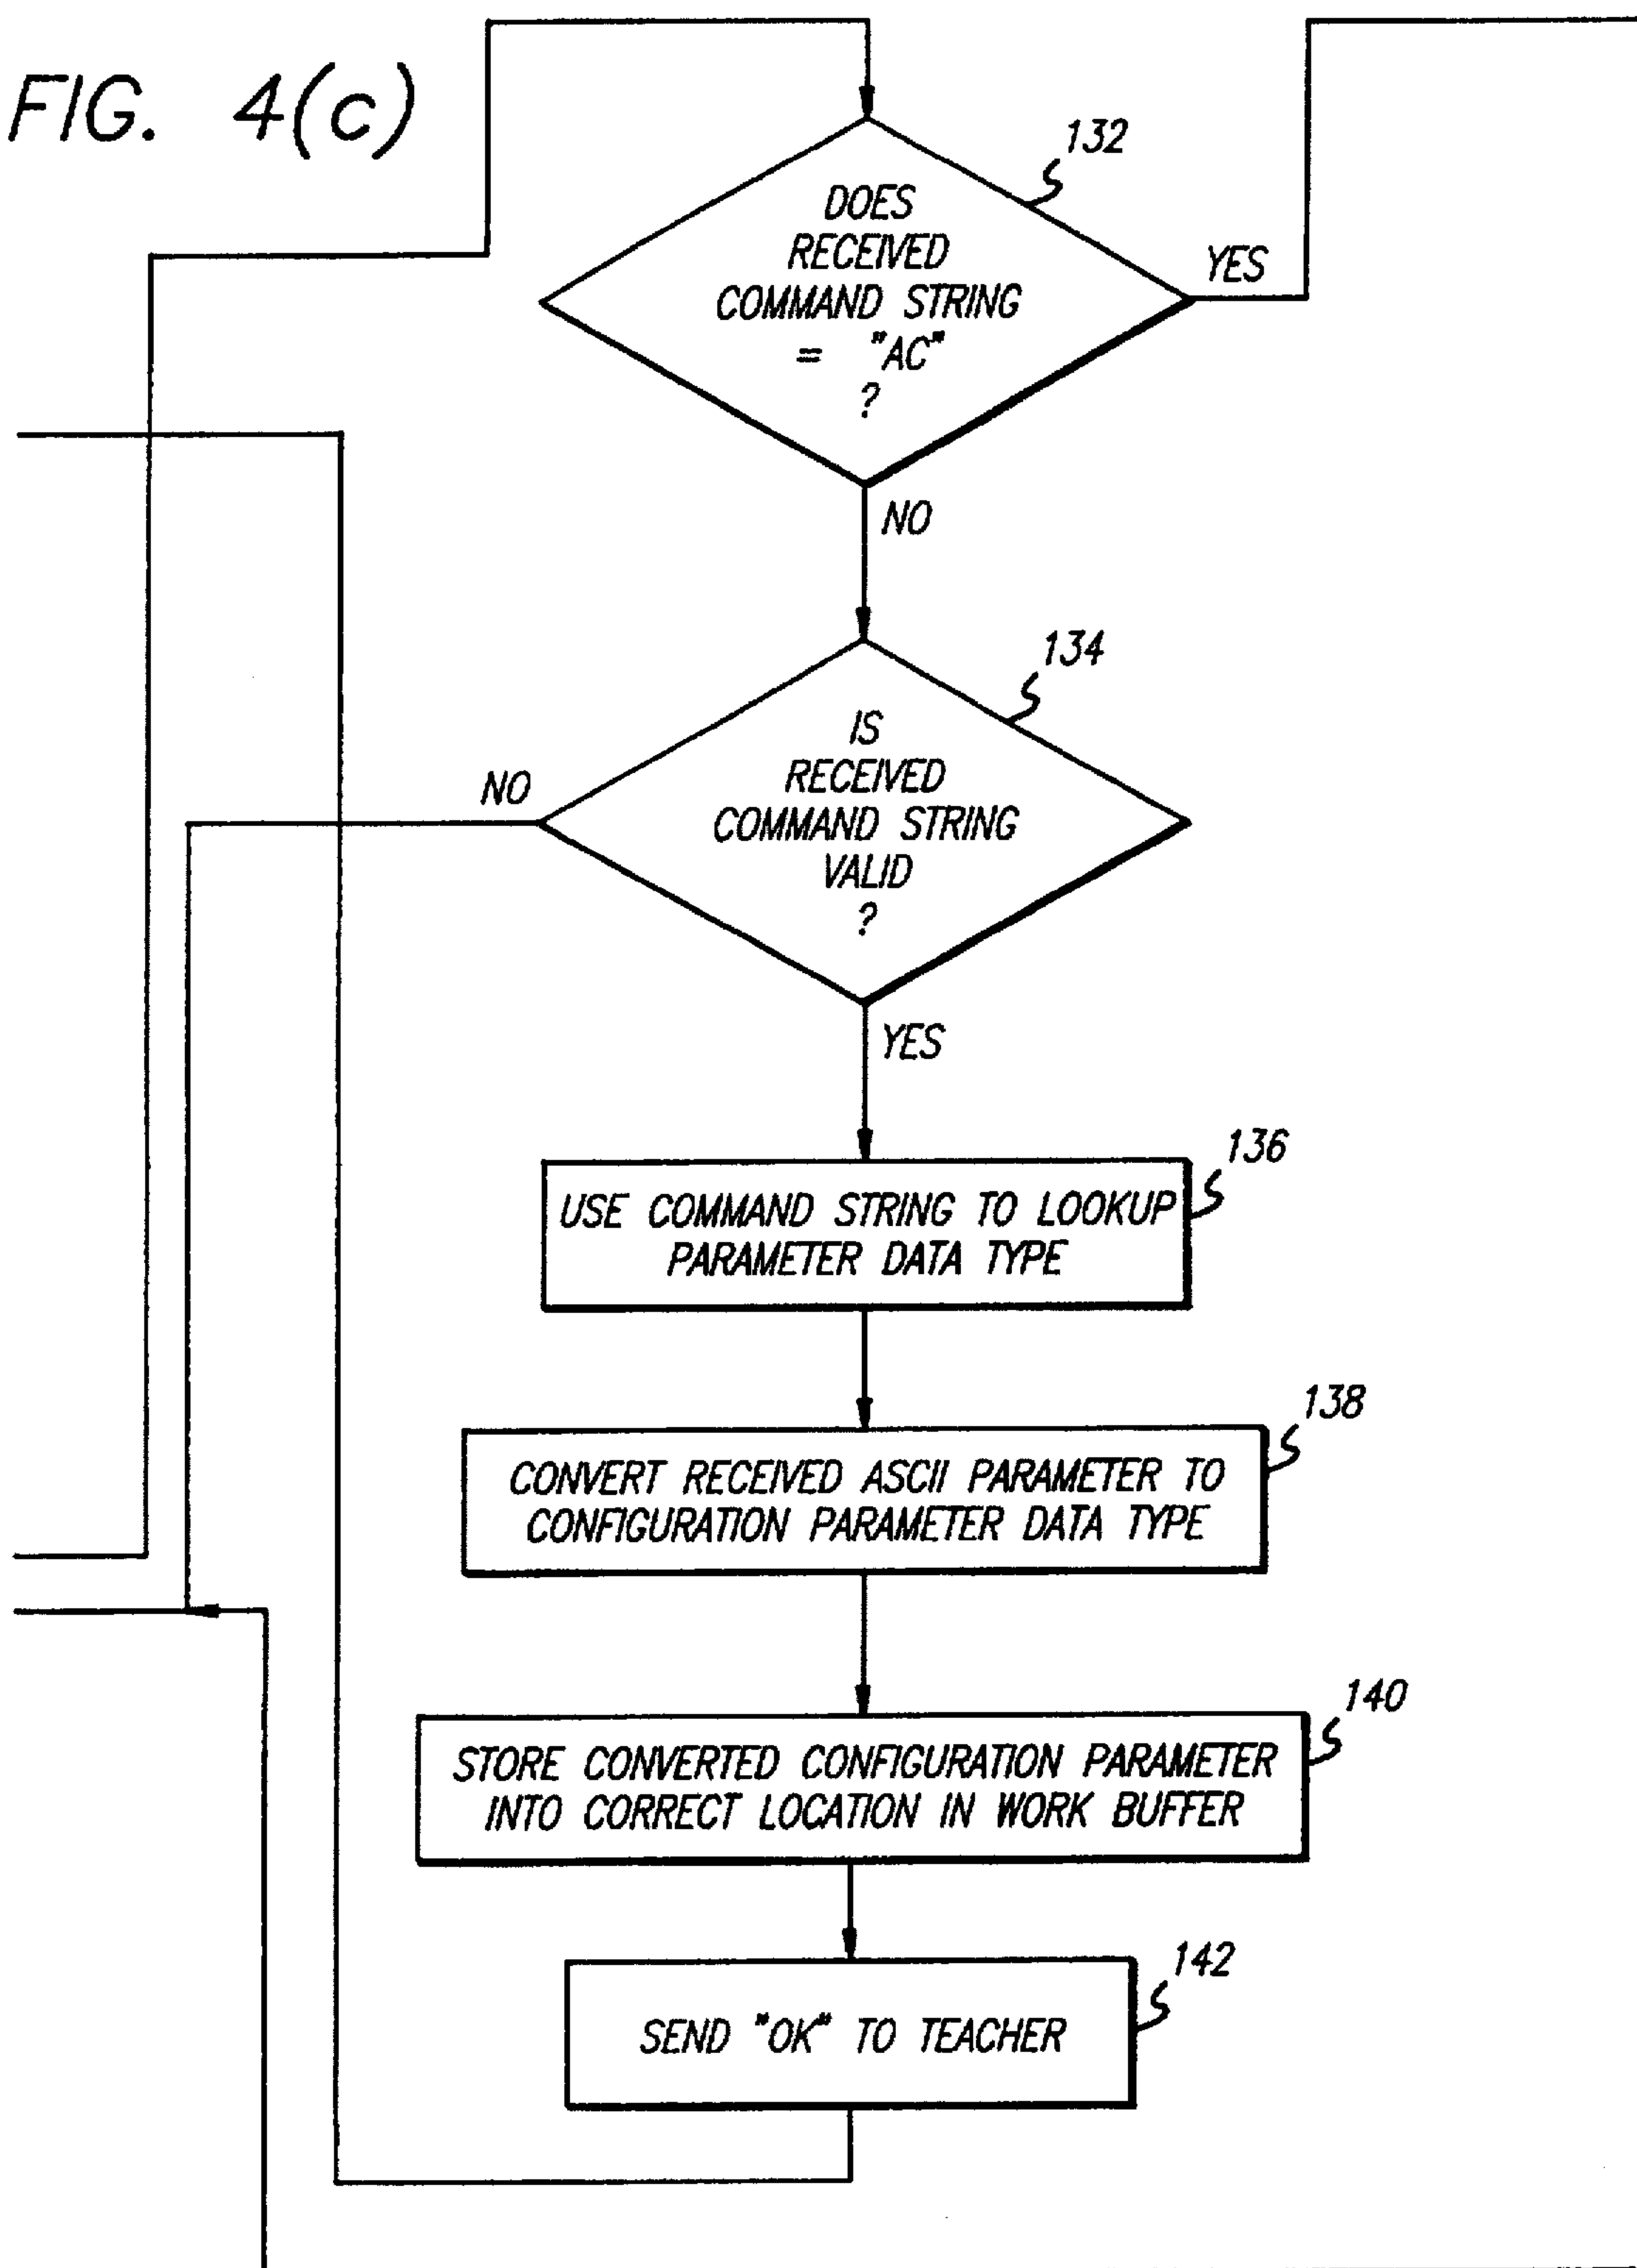 FIG. 4(c)
132
DOES
RECEIVED
COMMAND STRING
= "AC"
?
YES
NO
134
IS
RECEIVED
COMMAND STRING
VALID
?
NO
YES
136
USE COMMAND STRING TO LOOKUP
PARAMETER DATA TYPE
138
CONVERT RECEIVED ASCII PARAMETER TO
CONFIGURATION PARAMETER DATA TYPE
140
STORE CONVERTED CONFIGURATION PARAMETER
INTO CORRECT LOCATION IN WORK BUFFER
142
SEND "OK" TO TEACHER